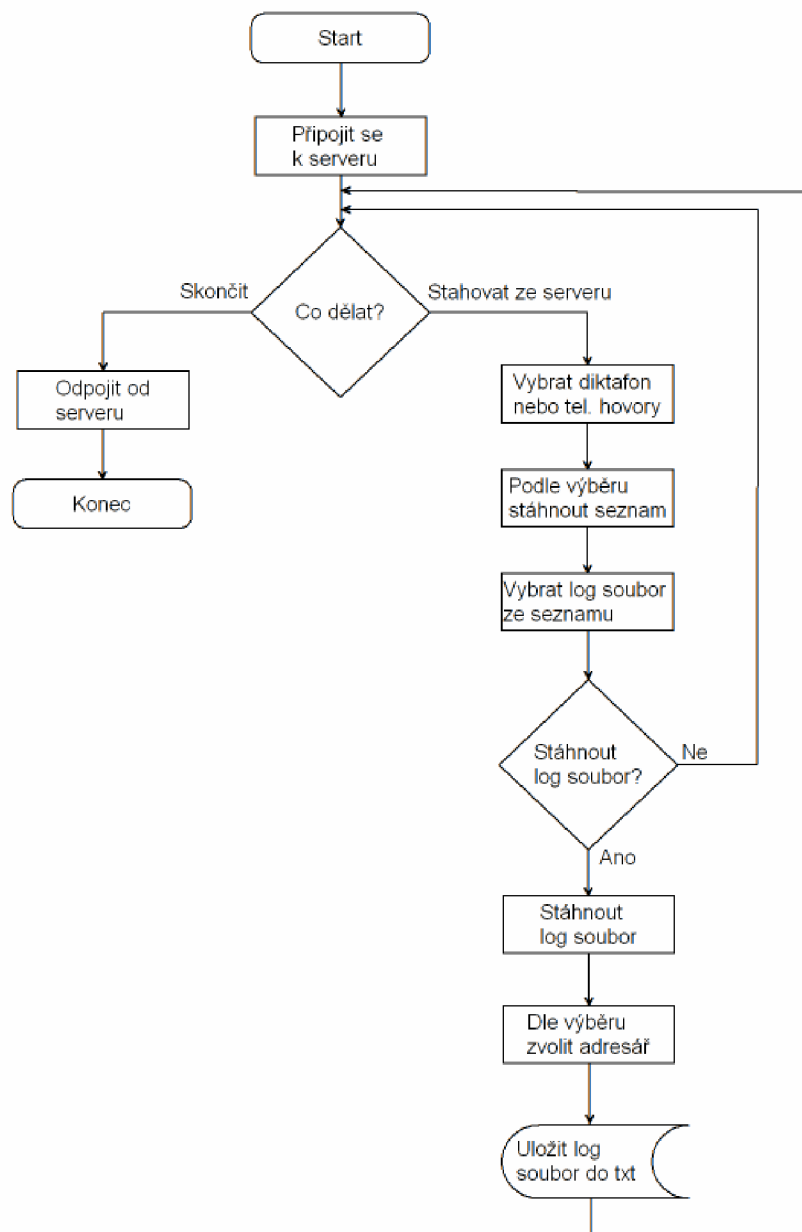 Start
Připojit se
k serveru
Skončit
Co dělat?
Stahovat ze serveru
Odpojit od
serveru
Konec
Vybrat diktafon
nebo tel. hovory
Podle výběru
stáhnout seznam
Vybrat log soubor
ze seznamu
Stáhnout
log soubor?
Ne
Ano
Stáhnout
log soubor
Dle výběru
zvolit adresář
Uložit log
soubor do txt